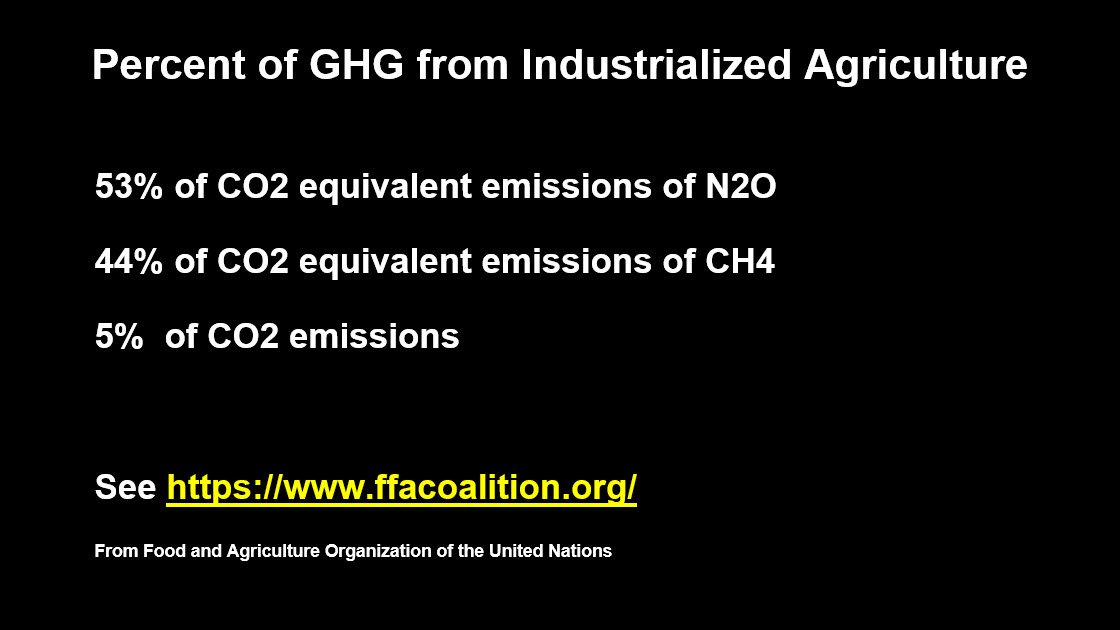 Percent of GHG from Industrialized Agriculture
53% of CO2 equivalent emissions of N2O
44% of CO2 equivalent emissions of CH4
5%  of CO2 emissions
See https://www.ffacoalition.org/
From Food and Agriculture Organization of the United Nations